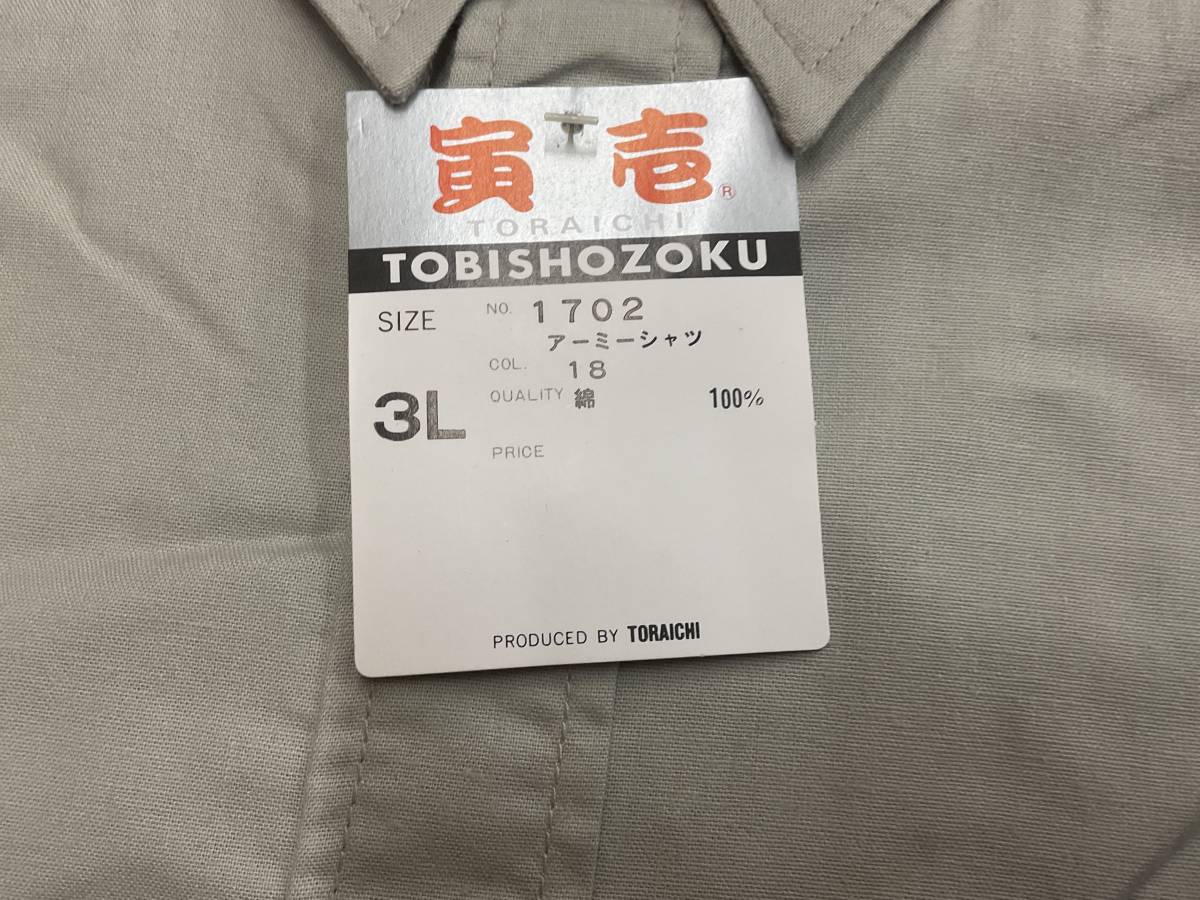 寅壱®
TORAICHI
TOBISHOZOKU
SIZE
3L
NO. 1702
アーミーシャツ
COL. 18
QUALITY 綿 100%
PRICE
PRODUCED BY TORAICHI